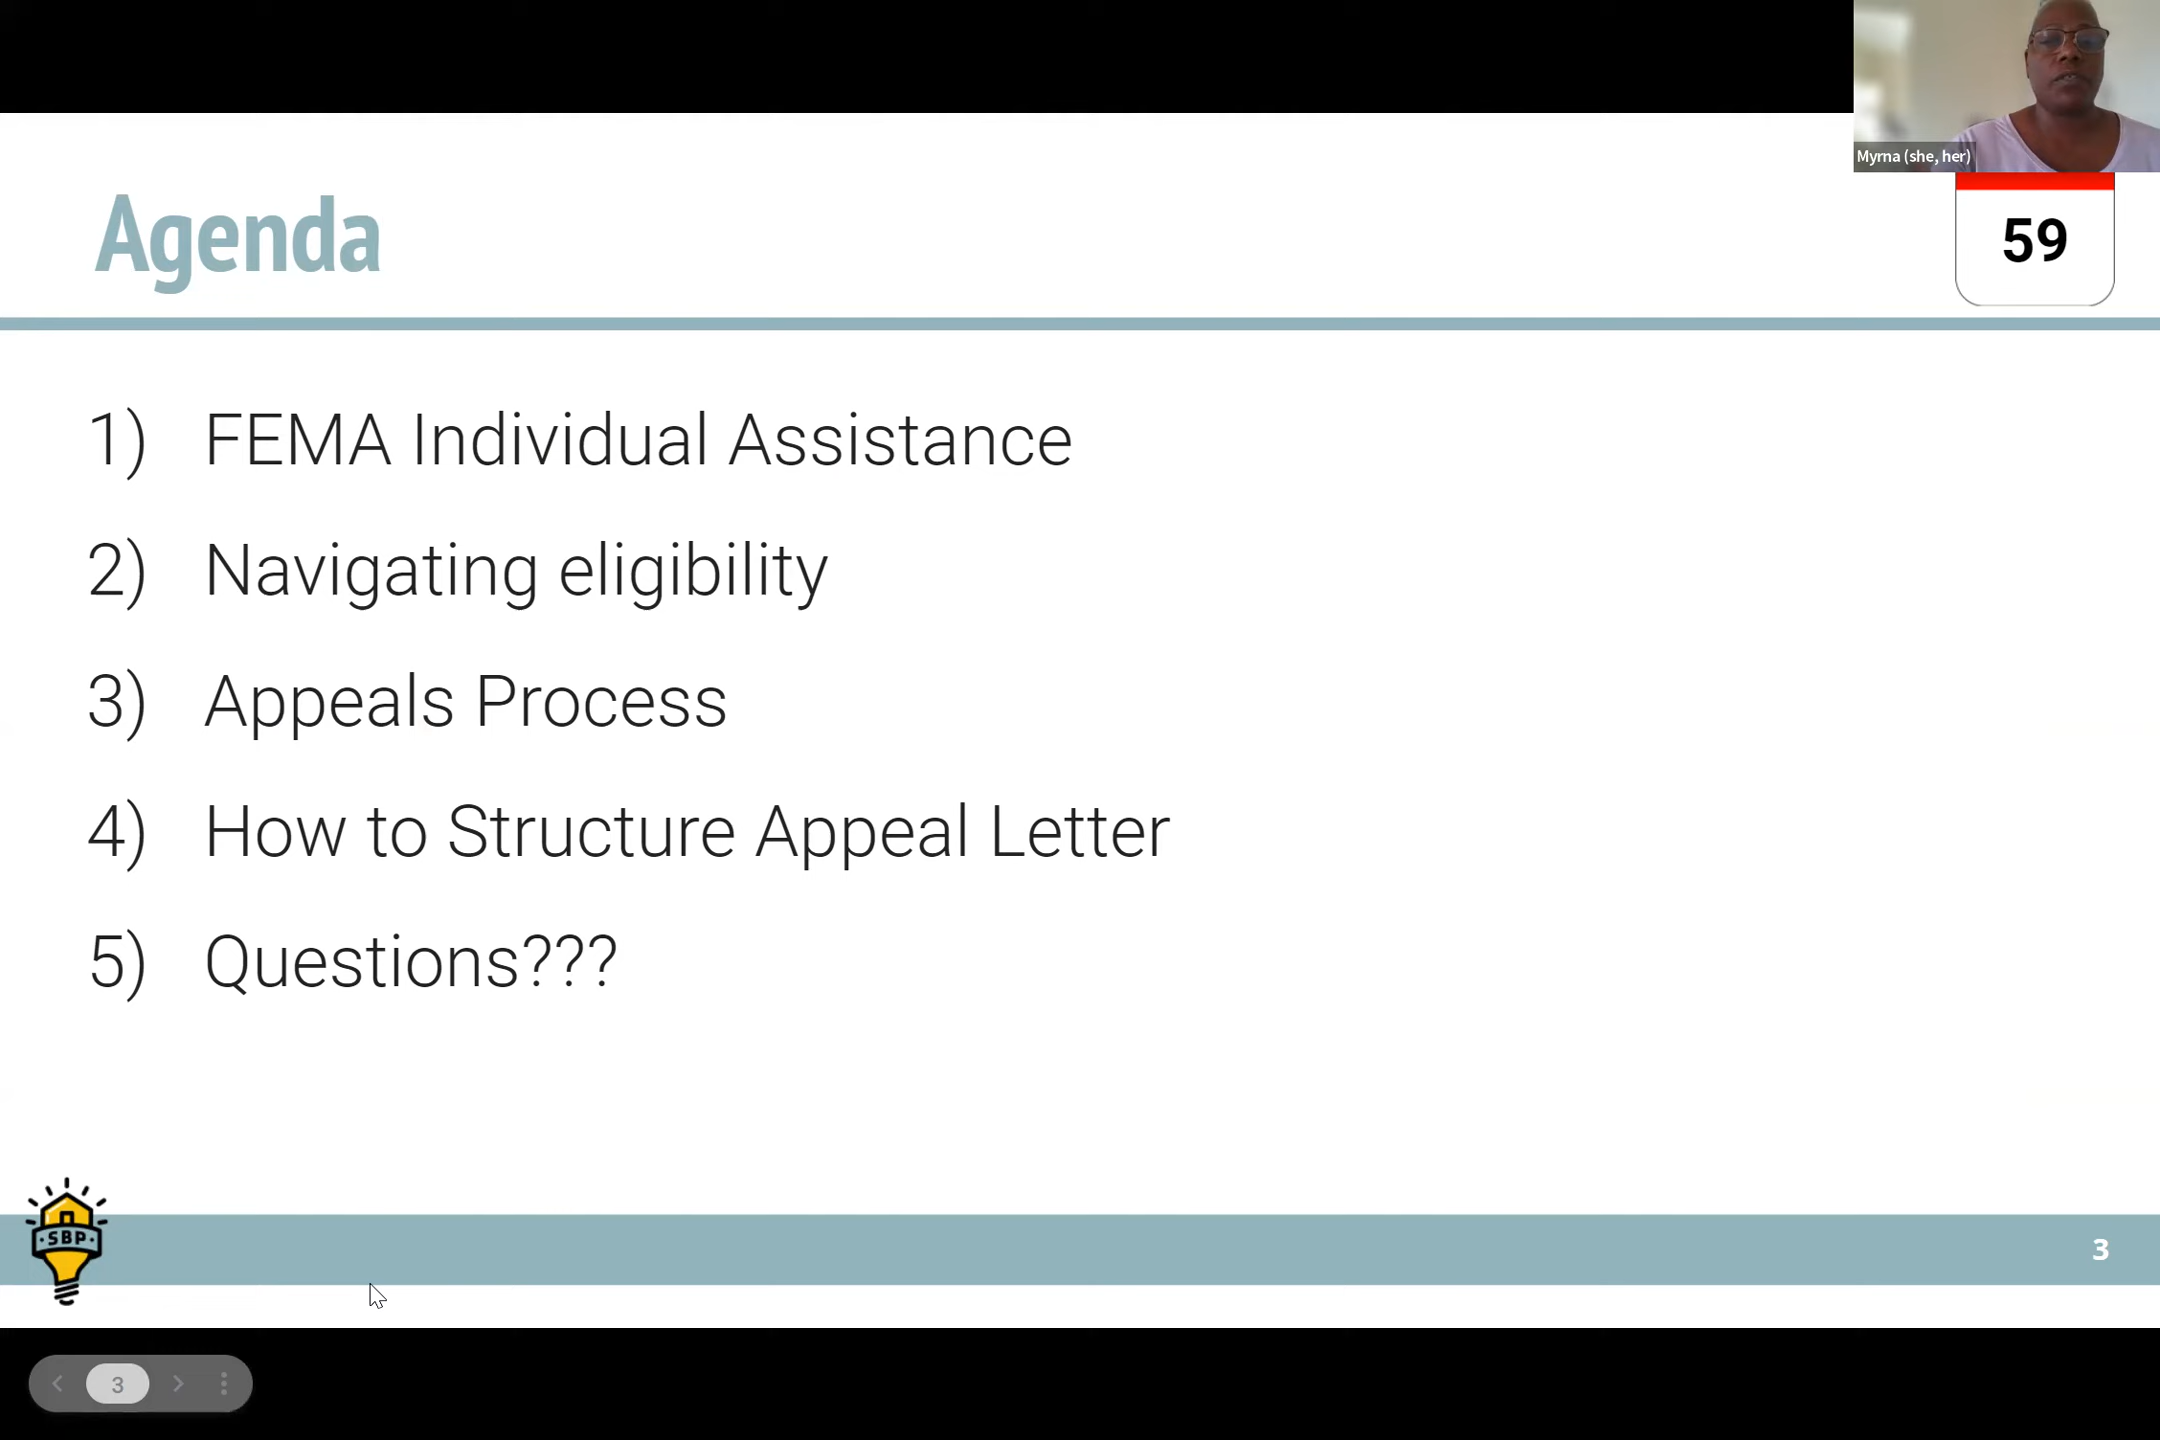 Myrna (she, her)
Agenda
59
1) FEMA Individual Assistance
2) Navigating eligibility
3) Appeals Process
4) How to Structure Appeal Letter
5) Questions???
·SBP·
3
3